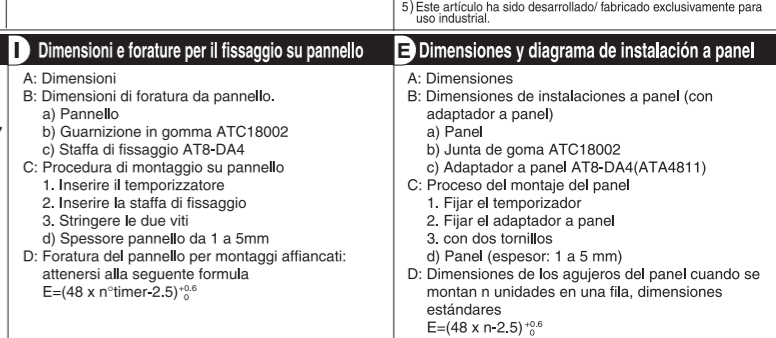 5) Este artículo ha sido desarrollado/ fabricado exclusivamente para
uso industrial.
I Dimensioni e forature per il fissaggio su pannello
A: Dimensioni
B: Dimensioni di foratura da pannello.
a) Pannello
b) Guarnizione in gomma ATC18002
c) Staffa di fissaggio AT8-DA4
C: Procedura di montaggio su pannello
1. Inserire il temporizzatore
2. Inserire la staffa di fissaggio
3. Stringere le due viti
d) Spessore pannello da 1 a 5mm
D: Foratura del pannello per montaggi affiancati:
attenersi alla seguente formula
E=(48 x n°timer-2.5) +0.6 0
E Dimensiones y diagrama de instalación a panel
A: Dimensiones
B: Dimensiones de instalaciones a panel (con
adaptador a panel)
a) Panel
b) Junta de goma ATC18002
c) Adaptador a panel AT8-DA4(ATA4811)
C: Proceso del montaje del panel
1. Fijar el temporizador
2. Fijar el adaptador a panel
3. con dos tornillos
d) Panel (espesor: 1 a 5 mm)
D: Dimensiones de los agujeros del panel cuando se
montan n unidades en una fila, dimensiones
estándares
E=(48 x n-2.5) +0.6 0